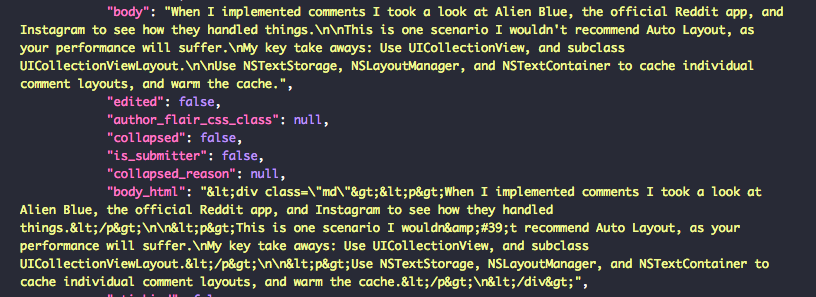 "body": "When I implemented comments I took a look at Alien Blue, the official Reddit app, and
Instagram to see how they handled things.\n\nThis is one scenario I wouldn't recommend Auto Layout, as
your performance will suffer.\nMy key take aways: Use UICollectionView, and subclass
UICollectionViewLayout.\n\nUse NSTextStorage, NSLayoutManager, and NSTextContainer to cache individual
comment layouts, and warm the cache.",
"edited": false,
"author_flair_css_class": null,
"collapsed": false,
"is_submitter": false,
"collapsed_reason": null,
"body_html": "&lt;div class=\"md\"&gt;&lt;p&gt;When I implemented comments I took a look at
Alien Blue, the official Reddit app, and Instagram to see how they handled
things.&lt;/p&gt;\n\n&lt;p&gt;This is one scenario I wouldn&amp;#39;t recommend Auto Layout, as your
performance will suffer.\nMy key take aways: Use UICollectionView, and subclass
UICollectionViewLayout.&lt;/p&gt;\n\n&lt;p&gt;Use NSTextStorage, NSLayoutManager, and NSTextContainer to
cache individual comment layouts, and warm the cache.&lt;/p&gt;\n&lt;/div&gt;",